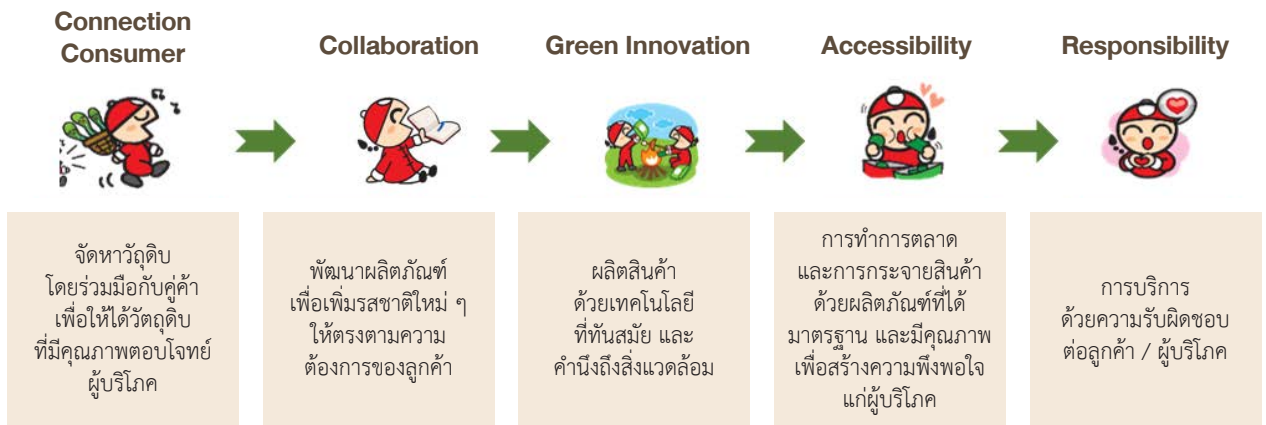 Connection
Consumer
Collaboration
Green Innovation
Accessibility
Responsibility
จัดหาวัถุดิบ
โดยร่วมมือกับคู่ค้า
เพื่อให้ได้วัตถุดิบ
ที่มีคุณภาพตอบโจทย์
ผู้บริโภค
พัฒนาผลิตภัณฑ์
เพื่อเพิ่มรสชาติใหม่ ๆ
ให้ตรงตามความ
ต้องการของลูกค้า
ผลิตสินค้า
ด้วยเทคโนโลยี
ที่ทันสมัย และ
คำนึงถึงสิ่งแวดล้อม
การทำการตลาด
และการกระจายสินค้า
ด้วยผลิตภัณฑ์ที่ได้
มาตรฐาน และมีคุณภาพ
เพื่อสร้างความพึงพอใจ
แก่ผู้บริโภค
การบริการ
ด้วยความรับผิดชอบ
ต่อลูกค้า / ผู้บริโภค